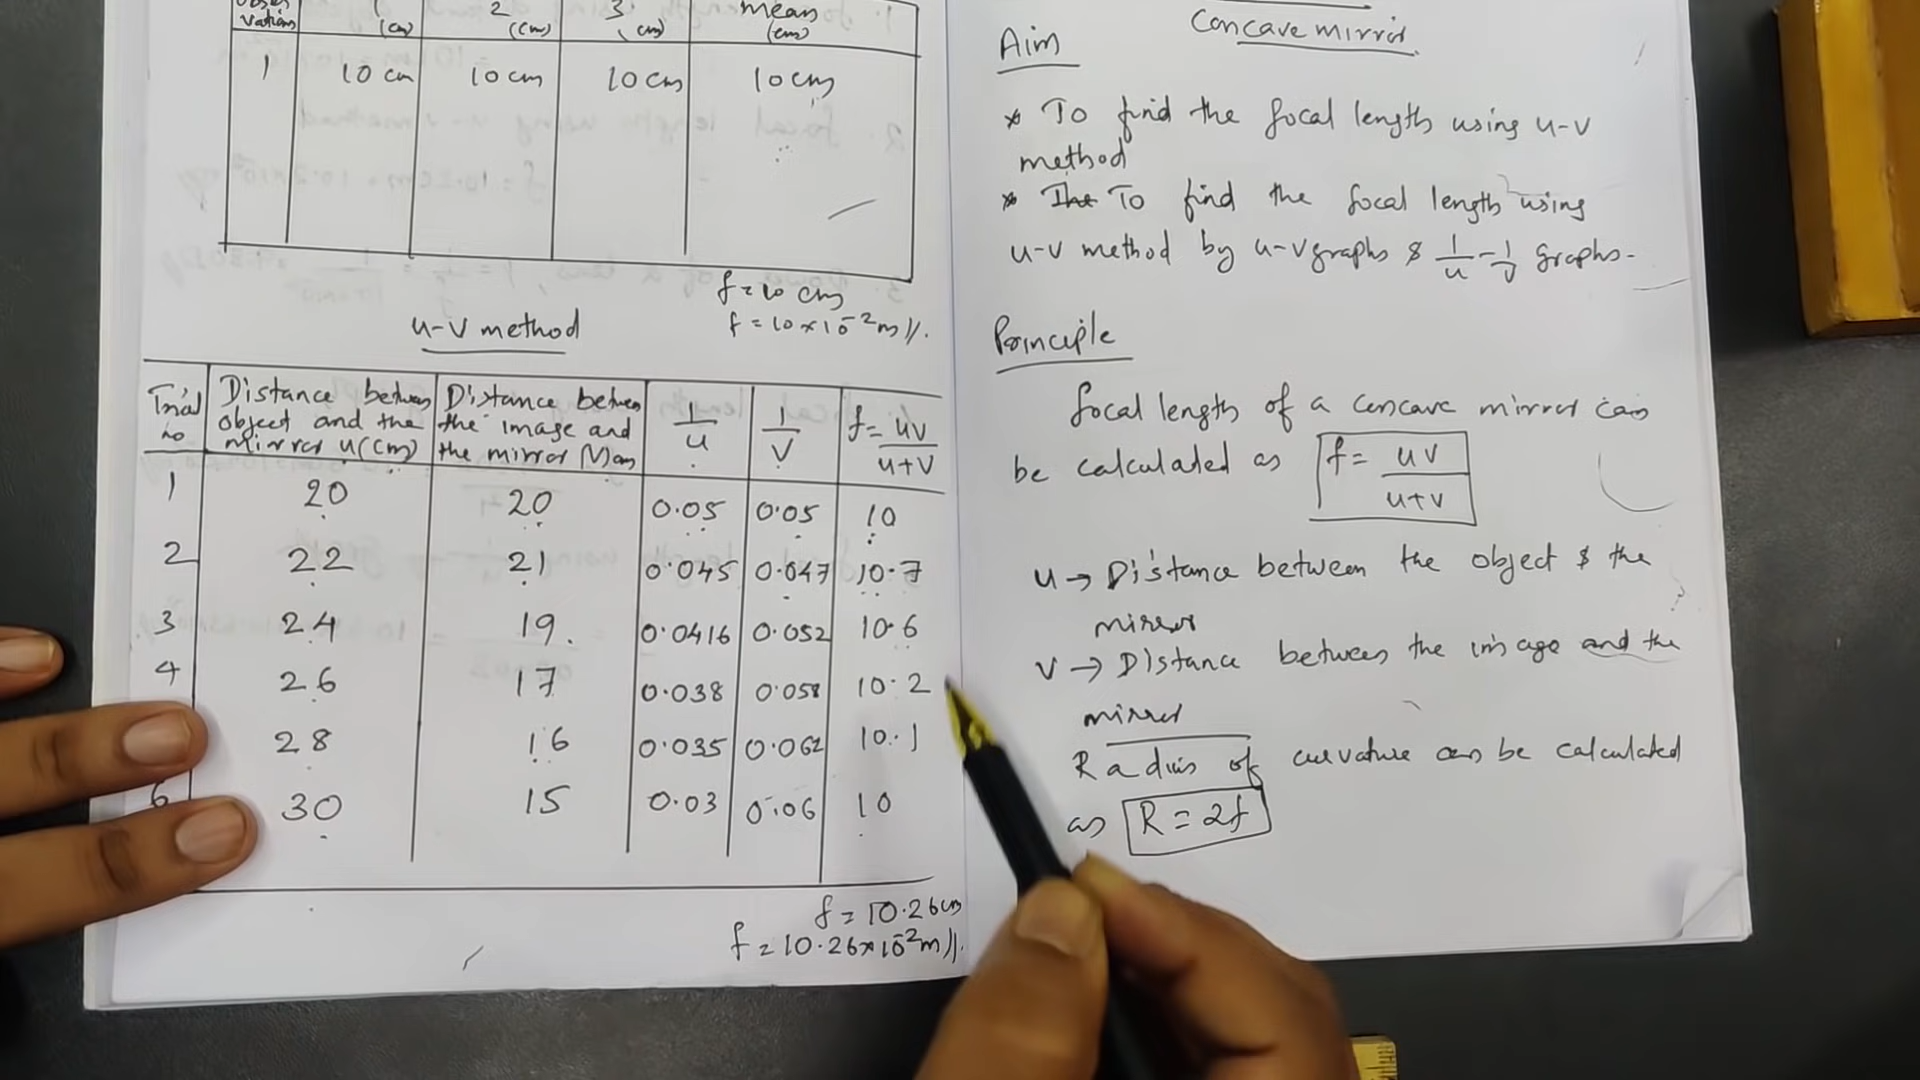 vations (cm) 2 (cm) 3 (cm) mean (cm)
1 10 cm 10 cm 10 cm 10 cm
f = 10 cm
f = 10 × 10⁻² m //.
u-v method
Trial no Distance between object and the mirror u (cm) Distance between the image and the mirror (v) cm 1/u 1/v f = uv/u+v
1 20 20 0.05 0.05 10
2 22 21 0.045 0.047 10.7
3 24 19. 0.0416 0.052 10.6
4 26 17 0.038 0.058 10.2
28 16 0.035 0.062 10.1
6 30 15 0.03 0.06 10
f = 10.26 cm
f = 10.26 × 10⁻² m //.
Concave mirror
Aim
* To find the focal length using u-v
method
* To find the focal length using
u-v method by u-v graphs & 1/u - 1/v graphs.
Principle
focal length of a concave mirror can
be calculated as f = uv/u+v
u → Distance between the object & the
mirror
v → Distance between the image and the
mirror
Radius of curvature can be calculated
as R = 2f